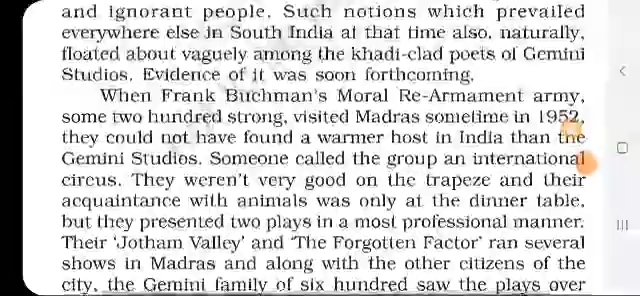 and ignorant people. Such notions which prevailed
everywhere else in South India at that time also, naturally,
floated about vaguely among the khadi-clad poets of Gemini
Studios. Evidence of it was soon forthcoming.
When Frank Buchman's Moral Re-Armament army,
some two hundred strong, visited Madras sometime in 1952,
they could not have found a warmer host in India than the
Gemini Studios. Someone called the group an international
circus. They weren't very good on the trapeze and their
acquaintance with animals was only at the dinner table,
but they presented two plays in a most professional manner.
Their 'Jotham Valley' and 'The Forgotten Factor' ran several
shows in Madras and along with the other citizens of the
city, the Gemini family of six hundred saw the plays over